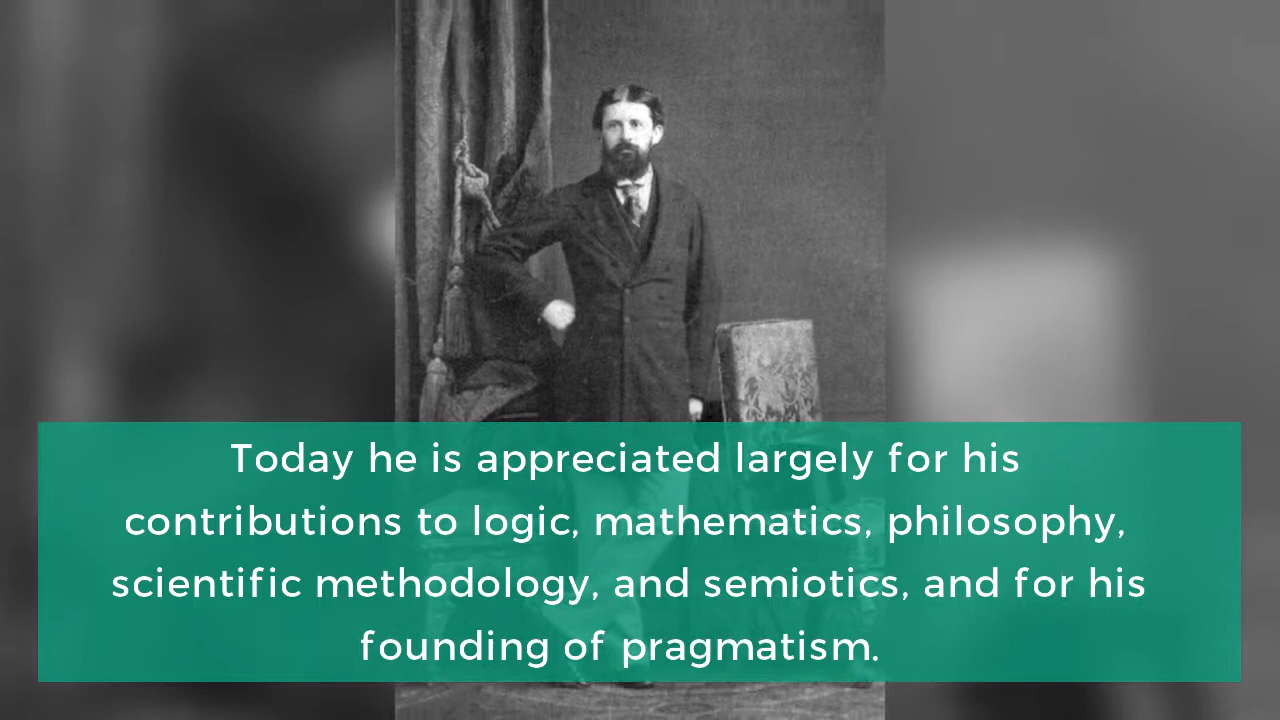 Today he is appreciated largely for his
contributions to logic, mathematics, philosophy,
scientific methodology, and semiotics, and for his
founding of pragmatism.